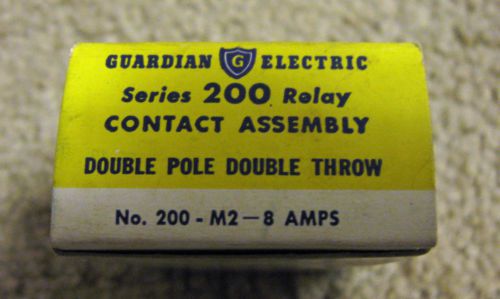 GUARDIAN G ELECTRIC
Series 200 Relay
CONTACT ASSEMBLY
DOUBLE POLE DOUBLE THROW
No. 200 - M2 - 8 AMPS